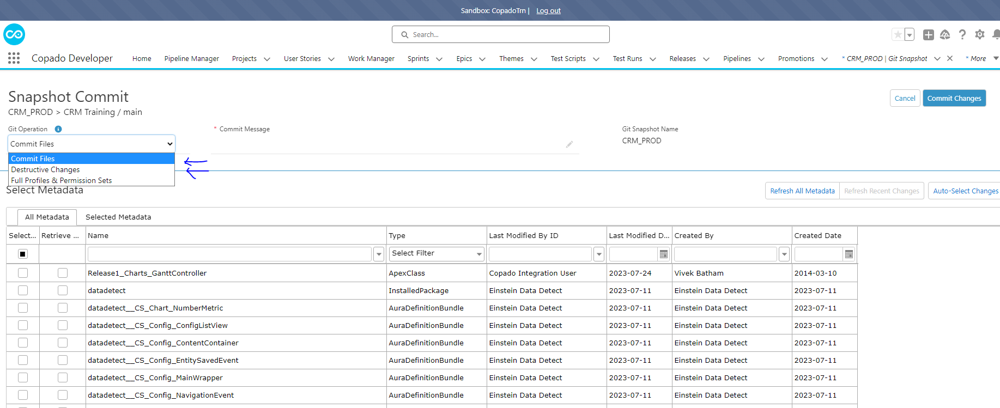 Sandbox: CopadoTrn | Log out
Search...
Copado Developer Home Pipeline Manager Projects User Stories Work Manager Sprints Epics Themes Test Scripts Test Runs Releases Pipelines Promotions * CRM_PROD | Git Snapshot * More
Snapshot Commit
Cancel Commit Changes
CRM_PROD > CRM Training / main
Git Operation * Commit Message Git Snapshot Name
Commit Files CRM_PROD
Commit Files
Destructive Changes
Full Profiles & Permission Sets
Select Metadata Refresh All Metadata Refresh Recent Changes Auto-Select Changes
All Metadata Selected Metadata
Select... Retrieve ... Name Type Last Modified By ID Last Modified D... Created By Created Date
Select Filter
Release1_Charts_GanttController ApexClass Copado Integration User 2023-07-24 Vivek Batham 2014-03-10
datadetect InstalledPackage Einstein Data Detect 2023-07-11 Einstein Data Detect 2023-07-11
datadetect__CS_Chart_NumberMetric AuraDefinitionBundle Einstein Data Detect 2023-07-11 Einstein Data Detect 2023-07-11
datadetect__CS_Config_ConfigListView AuraDefinitionBundle Einstein Data Detect 2023-07-11 Einstein Data Detect 2023-07-11
datadetect__CS_Config_ContentContainer AuraDefinitionBundle Einstein Data Detect 2023-07-11 Einstein Data Detect 2023-07-11
datadetect__CS_Config_EntitySavedEvent AuraDefinitionBundle Einstein Data Detect 2023-07-11 Einstein Data Detect 2023-07-11
datadetect__CS_Config_MainWrapper AuraDefinitionBundle Einstein Data Detect 2023-07-11 Einstein Data Detect 2023-07-11
datadetect__CS_Config_NavigationEvent AuraDefinitionBundle Einstein Data Detect 2023-07-11 Einstein Data Detect 2023-07-11